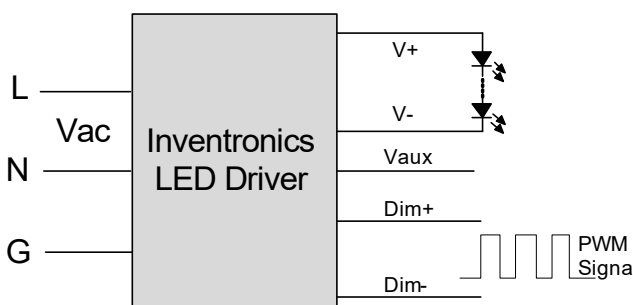 L
Vac
N
G
Inventronics
LED Driver
V+
V-
Vaux
Dim+
Dim-
PWM
Signa